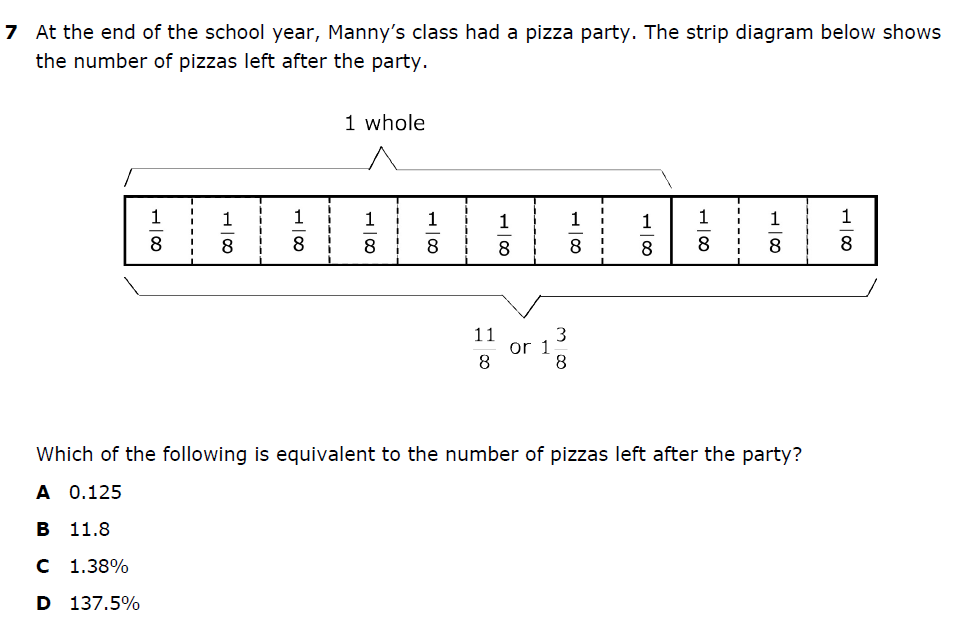 7 At the end of the school year, Manny's class had a pizza party. The strip diagram below shows
the number of pizzas left after the party.
1 whole
1/8 1/8 1/8 1/8 1/8 1/8 1/8 1/8 1/8 1/8 1/8
11/8 or 1 3/8
Which of the following is equivalent to the number of pizzas left after the party?
A 0.125
B 11.8
C 1.38%
D 137.5%